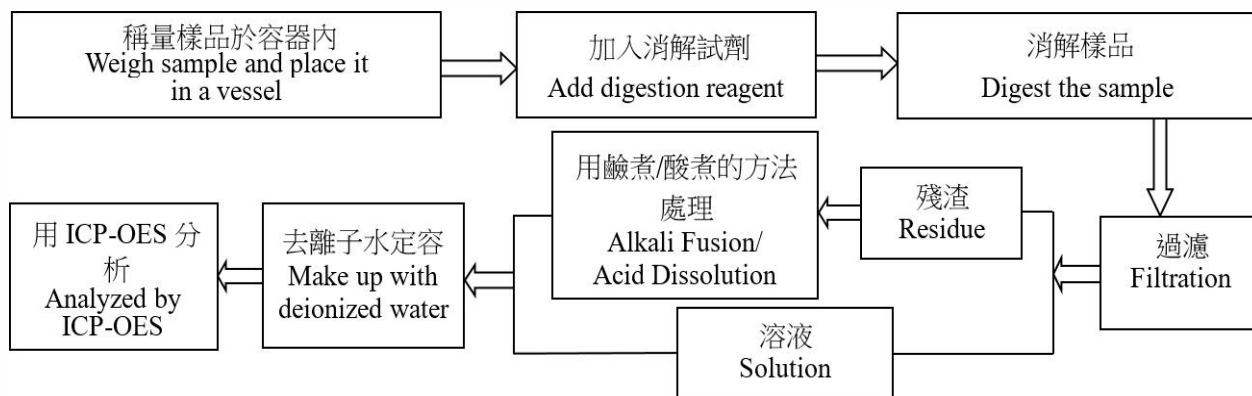 稱量樣品於容器內
Weigh sample and place it
in a vessel
加入消解試劑
Add digestion reagent
消解樣品
Digest the sample
過濾
Filtration
殘渣
Residue
用鹼煮/酸煮的方法
處理
Alkali Fusion/
Acid Dissolution
溶液
Solution
去離子水定容
Make up with
deionized water
用 ICP-OES 分
析
Analyzed by
ICP-OES